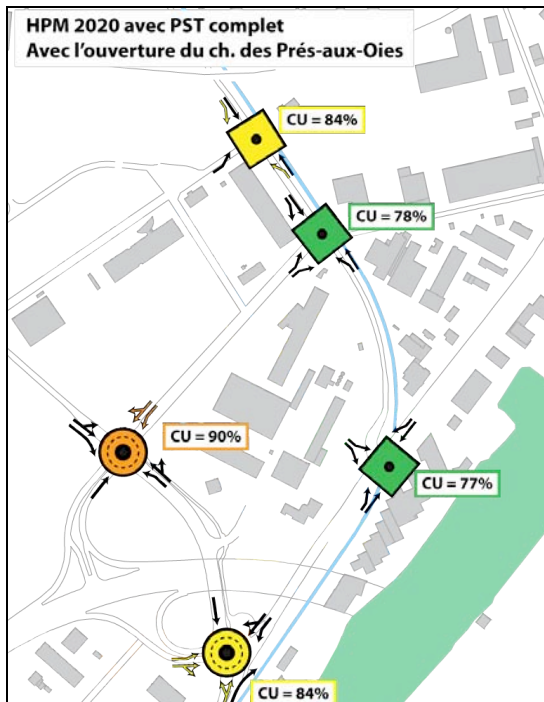 HPM 2020 avec PST complet
Avec l'ouverture du ch. des Prés-aux-Oies
CU = 84%
CU = 78%
CU = 90%
CU = 77%
CU = 84%